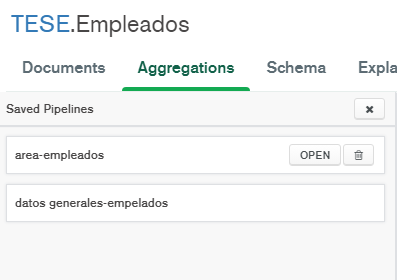 TESE.Empleados
Documents Aggregations Schema Expla
Saved Pipelines
area-empleados OPEN
datos generales-empelados